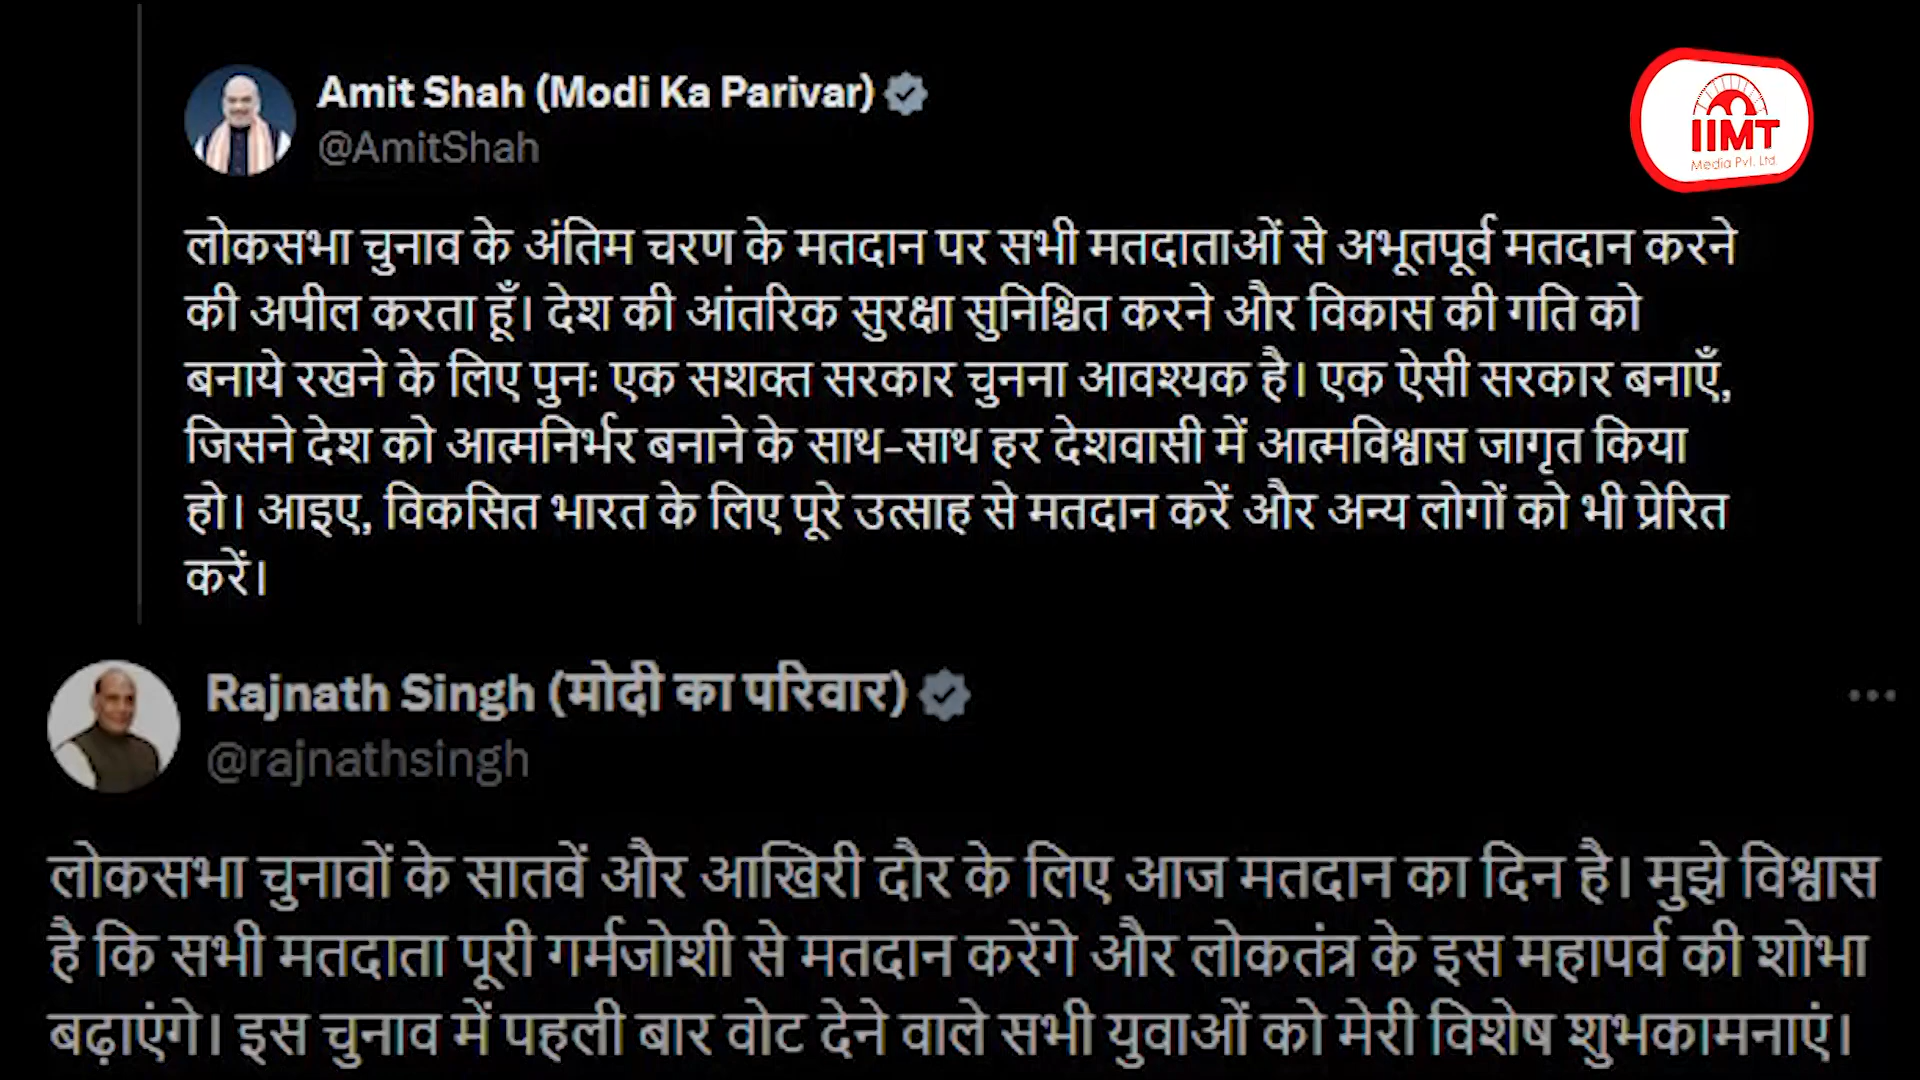 Amit Shah (Modi Ka Parivar)
@AmitShah
IIMT
Media Pvt. Ltd.
लोकसभा चुनाव के अंतिम चरण के मतदान पर सभी मतदाताओं से अभूतपूर्व मतदान करने
की अपील करता हूँ। देश की आंतरिक सुरक्षा सुनिश्चित करने और विकास की गति को
बनाये रखने के लिए पुनः एक सशक्त सरकार चुनना आवश्यक है। एक ऐसी सरकार बनाएँ,
जिसने देश को आत्मनिर्भर बनाने के साथ-साथ हर देशवासी में आत्मविश्वास जागृत किया
हो। आइए, विकसित भारत के लिए पूरे उत्साह से मतदान करें और अन्य लोगों को भी प्रेरित
करें।
Rajnath Singh (मोदी का परिवार)
@rajnathsingh
लोकसभा चुनावों के सातवें और आखिरी दौर के लिए आज मतदान का दिन है। मुझे विश्वास
है कि सभी मतदाता पूरी गर्मजोशी से मतदान करेंगे और लोकतंत्र के इस महापर्व की शोभा
बढ़ाएंगे। इस चुनाव में पहली बार वोट देने वाले सभी युवाओं को मेरी विशेष शुभकामनाएं।